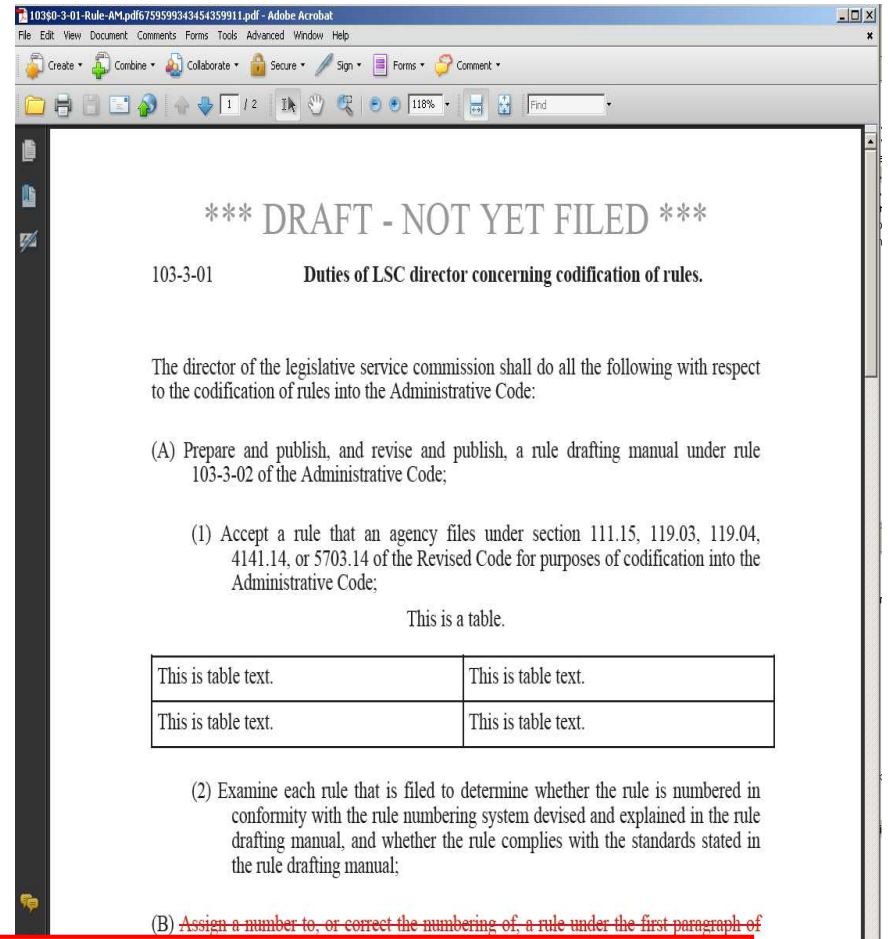 103$0-3-01-Rule-AM.pdf6759599343454359911.pdf - Adobe Acrobat
File Edit View Document Comments Forms Tools Advanced Window Help
Create Combine Collaborate Secure Sign Forms Comment
1 / 2 118% Find
*** DRAFT - NOT YET FILED ***
103-3-01 Duties of LSC director concerning codification of rules.
The director of the legislative service commission shall do all the following with respect
to the codification of rules into the Administrative Code:
(A) Prepare and publish, and revise and publish, a rule drafting manual under rule
103-3-02 of the Administrative Code;
(1) Accept a rule that an agency files under section 111.15, 119.03, 119.04,
4141.14, or 5703.14 of the Revised Code for purposes of codification into the
Administrative Code;
This is a table.
This is table text. This is table text.
This is table text. This is table text.
(2) Examine each rule that is filed to determine whether the rule is numbered in
conformity with the rule numbering system devised and explained in the rule
drafting manual, and whether the rule complies with the standards stated in
the rule drafting manual;
(B) Assign a number to, or correct the numbering of, a rule under the first paragraph of